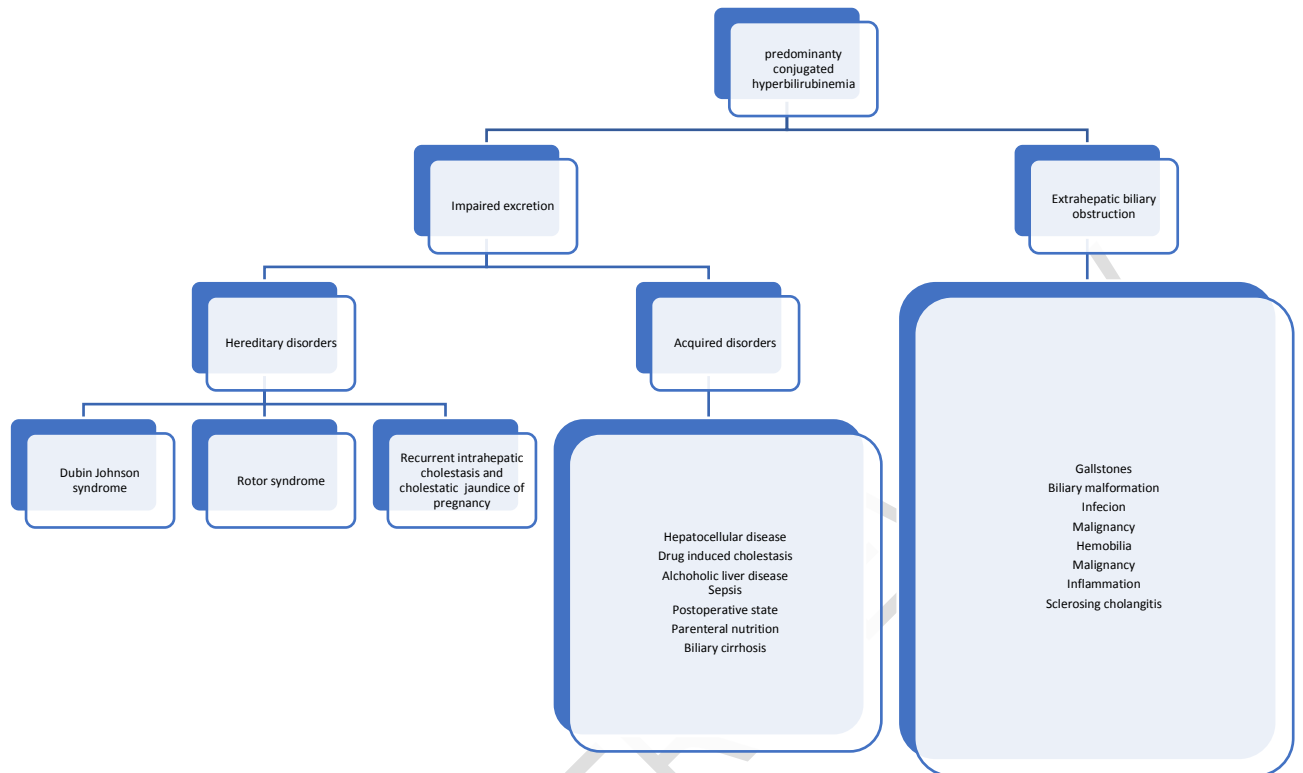 predominanty
conjugated
hyperbilirubinemia
Impaired excretion
Extrahepatic biliary
obstruction
Hereditary disorders
Acquired disorders
Dubin Johnson
syndrome
Rotor syndrome
Recurrent intrahepatic
cholestasis and
cholestatic jaundice of
pregnancy
Hepatocellular disease
Drug induced cholestasis
Alchoholic liver disease
Sepsis
Postoperative state
Parenteral nutrition
Biliary cirrhosis
Gallstones
Biliary malformation
Infecion
Malignancy
Hemobilia
Malignancy
Inflammation
Sclerosing cholangitis